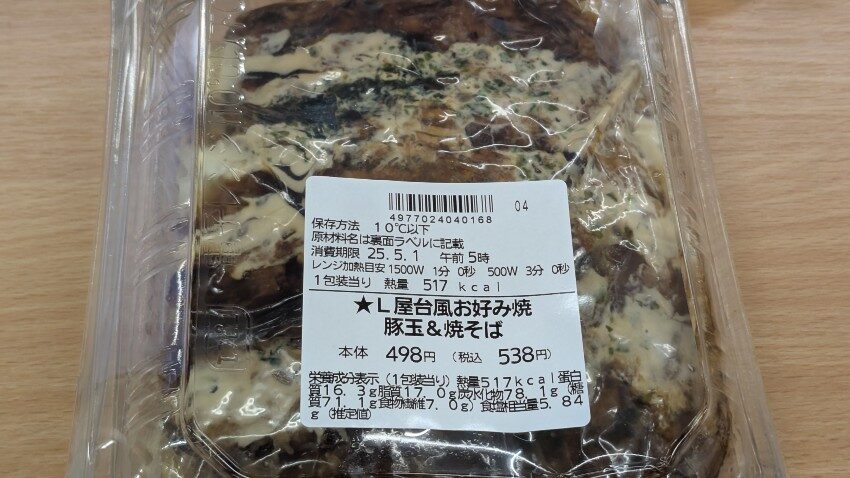 4977024040168
04
保存方法 10℃以下
原材料名は裏面ラベルに記載
消費期限 25.5.1 午前5時
レンジ加熱目安1500W 1分 0秒 500W 3分 0秒
1包装当り 熱量 517kcal
★L屋台風お好み焼
豚玉&焼そば
本体 498円 (税込 538円)
栄養成分表示(1包装当り)熱量517kcal蛋白
質16.3g脂質17.0g炭水化物78.1g(糖
質71.1g食物繊維7.0g)食塩相当量5.84
g(推定値)